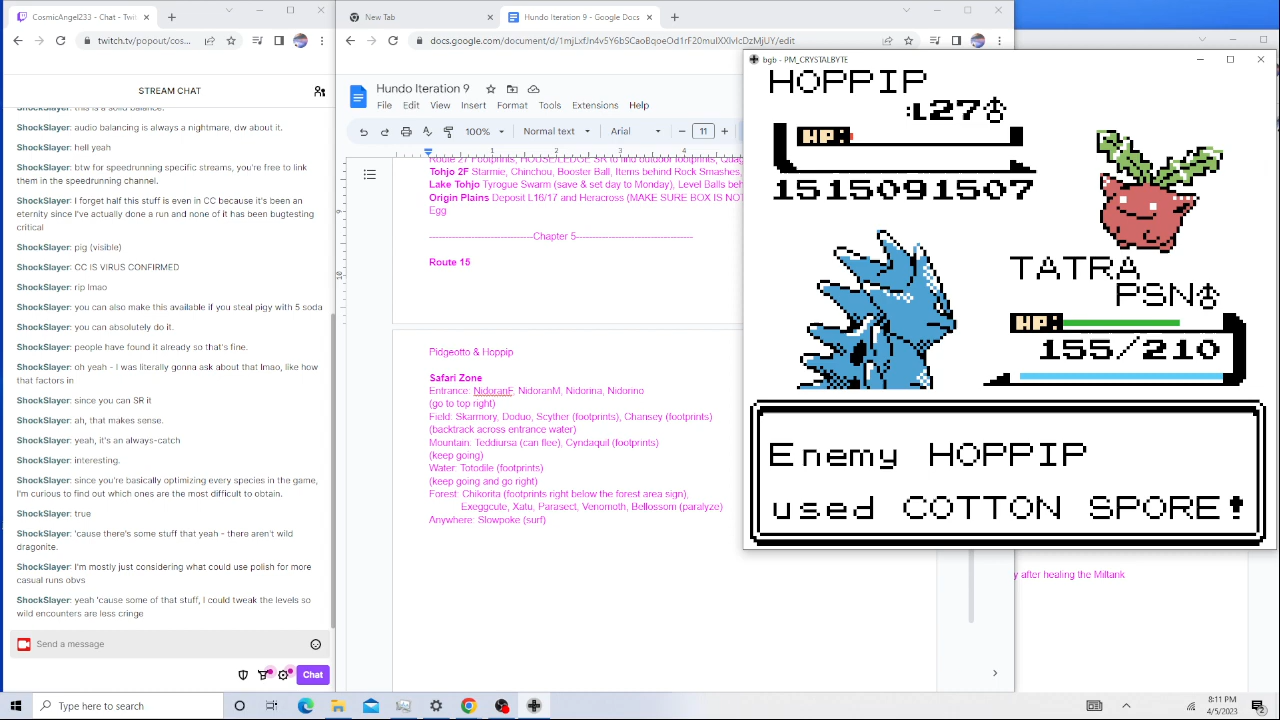 CosmicAngel233 - Chat - Twit
twitch.tv/popout/cos...
STREAM CHAT
ShockSlayer: this is a solid balance.
ShockSlayer: audio balancing is always a nightmare, dw about it.
ShockSlayer: hell yeah
ShockSlayer: btw for speedrunning specific streams, you're free to link
them in the speedrunning channel.
ShockSlayer: I forgot all this stuff was even in CC because it's been an
eternity since I've actually done a run and none of it has been bugtesting
critical
ShockSlayer: pig (visible)
ShockSlayer: CC IS VIRUS CONFIRMED
ShockSlayer: rip lmao
ShockSlayer: you can also make this available if you steal pigy with 5 soda
ShockSlayer: you can absolutely do it.
ShockSlayer: people have found it already so that's fine.
ShockSlayer: oh yeah - I was literally gonna ask about that lmao, like how
that factors in
ShockSlayer: since you can SR it
ShockSlayer: ah, that makes sense.
ShockSlayer: yeah, it's an always-catch
ShockSlayer: interesting.
ShockSlayer: since you're basically optimizing every species in the game,
I'm curious to find out which ones are the most difficult to obtain.
ShockSlayer: true
ShockSlayer: 'cause there's some stuff that yeah - there aren't wild
dragonite.
ShockSlayer: I'm mostly just considering what could use polish for more
casual runs obvs
ShockSlayer: yeah 'cause some of that stuff, I could tweak the levels so
wild encounters are less cringe
Send a message
Chat
New Tab
Hundo Iteration 9 - Google Docs
Hundo Iteration 9
File Edit View Insert Format Tools Extensions Help
100% Normal text Arial 11
1 2 3 4
Tohjo 2F Starmie, Chinchou, Booster Ball, Items behind Rock Smashes,
Lake Tohjo Tyrogue Swarm (save & set day to Monday), Level Balls beh
Origin Plains Deposit L16/17 and Heracross (MAKE SURE BOX IS NOT
Egg
Chapter 5
Route 15
Pidgeotto & Hoppip
Safari Zone
Entrance: NidoranF, NidoranM, Nidorina, Nidorino
(go to top right)
Field: Skarmory, Doduo, Scyther (footprints), Chansey (footprints)
(backtrack across entrance water)
Mountain: Teddiursa (can flee), Cyndaquil (footprints)
(keep going)
Water: Totodile (footprints)
(keep going and go right)
Forest: Chikorita (footprints right below the forest area sign),
Exeggcute, Xatu, Parasect, Venomoth, Bellossom (paralyze)
Anywhere: Slowpoke (surf)
y after healing the Miltank
bgb - PM_CRYSTALBYTE
HOPPIP
:L27♂
HP:
1515091507
TATRA
PSN♂
HP:
155/210
Enemy HOPPIP
used COTTON SPORE!
Type here to search
8:11 PM
4/5/2023